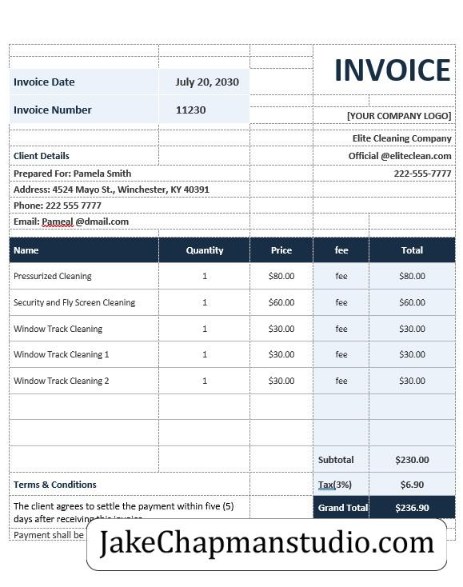 INVOICE
Invoice Date July 20, 2030
Invoice Number 11230
[YOUR COMPANY LOGO]
Elite Cleaning Company
Client Details Official @eliteclean.com
Prepared For: Pamela Smith 222-555-7777
Address: 4524 Mayo St., Winchester, KY 40391
Phone: 222 555 7777
Email: Pameal @dmail.com
Name Quantity Price fee Total
Pressurized Cleaning 1 $80.00 fee $80.00
Security and Fly Screen Cleaning 1 $60.00 fee $60.00
Window Track Cleaning 1 $30.00 fee $30.00
Window Track Cleaning 1 1 $30.00 fee $30.00
Window Track Cleaning 2 1 $30.00 fee $30.00
Subtotal $230.00
Terms & Conditions Tax(3%) $6.90
The client agrees to settle the payment within five (5) Grand Total $236.90
days after receiving this invoice
Payment shall be
JakeChapmanstudio.com